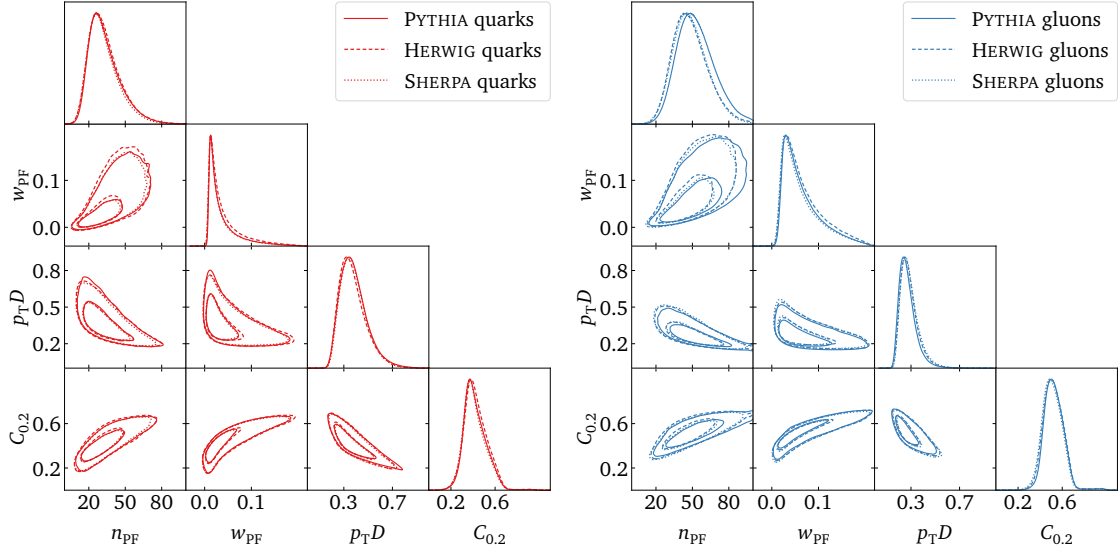 PYTHIA quarks
HERWIG quarks
SHERPA quarks
PYTHIA gluons
HERWIG gluons
SHERPA gluons
w_PF
0.1
0.0
w_PF
0.1
0.0
p_T D
0.8
0.5
0.2
p_T D
0.8
0.5
0.2
C_0.2
0.6
0.2
C_0.2
0.6
0.2
20 50 80 0.0 0.1 0.3 0.7 0.2 0.6
20 50 80 0.0 0.1 0.3 0.7 0.2 0.6
n_PF w_PF p_T D C_0.2
n_PF w_PF p_T D C_0.2